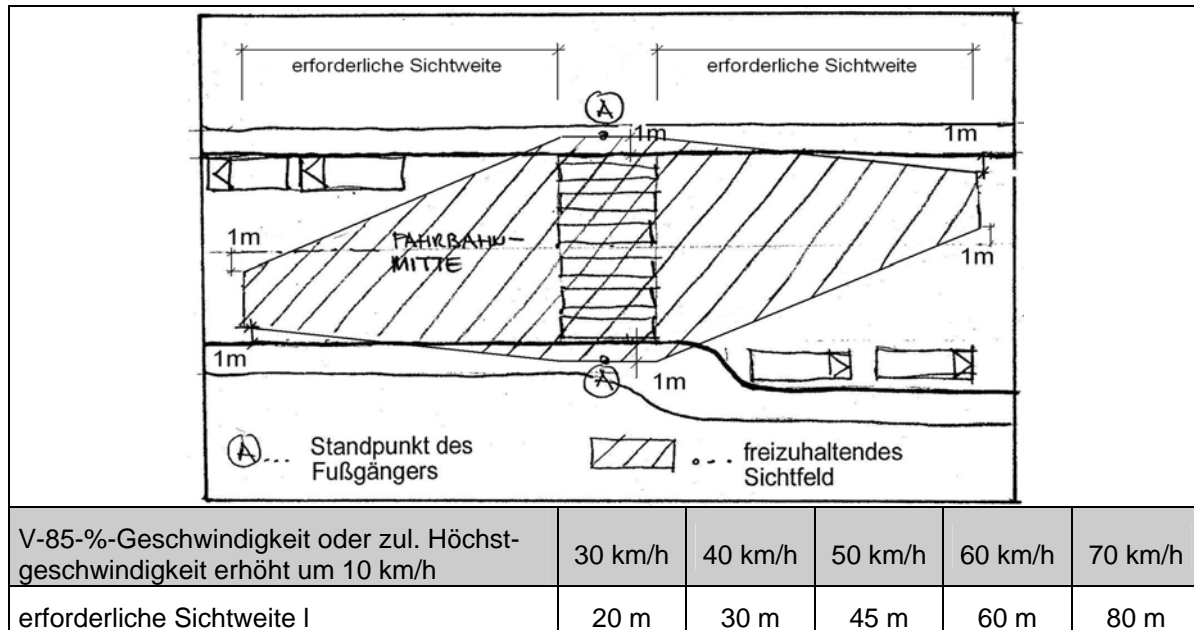 erforderliche Sichtweite
erforderliche Sichtweite
A
1m
1m
1m
FAHRBAHN-
MITTE
1m
1m
1m
A
A ... Standpunkt des
Fußgängers
... freizuhaltendes
Sichtfeld
V-85-%-Geschwindigkeit oder zul. Höchst-
geschwindigkeit erhöht um 10 km/h
30 km/h
40 km/h
50 km/h
60 km/h
70 km/h
erforderliche Sichtweite l
20 m
30 m
45 m
60 m
80 m